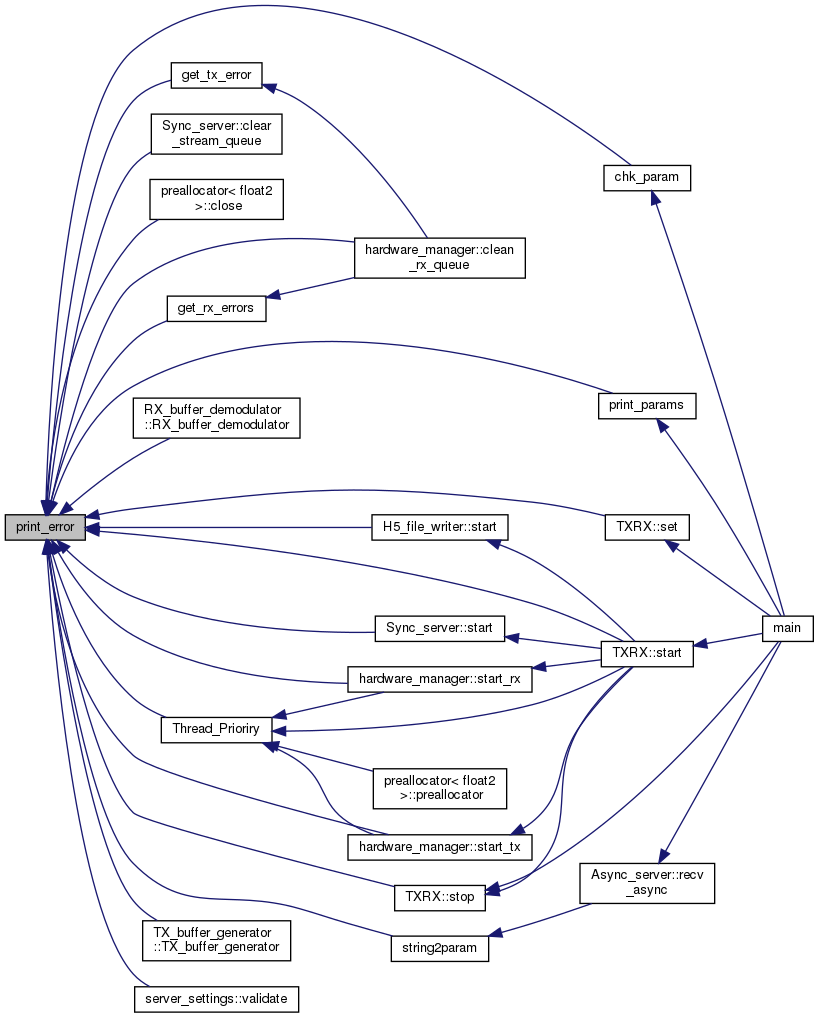 get_tx_error
Sync_server::clear
_stream_queue
chk_param
preallocator< float2
>::close
hardware_manager::clean
_rx_queue
get_rx_errors
print_params
RX_buffer_demodulator
::RX_buffer_demodulator
print_error
H5_file_writer::start
TXRX::set
Sync_server::start
main
TXRX::start
hardware_manager::start_rx
Thread_Prioriry
preallocator< float2
>::preallocator
hardware_manager::start_tx
Async_server::recv
_async
TXRX::stop
TX_buffer_generator
::TX_buffer_generator
string2param
server_settings::validate